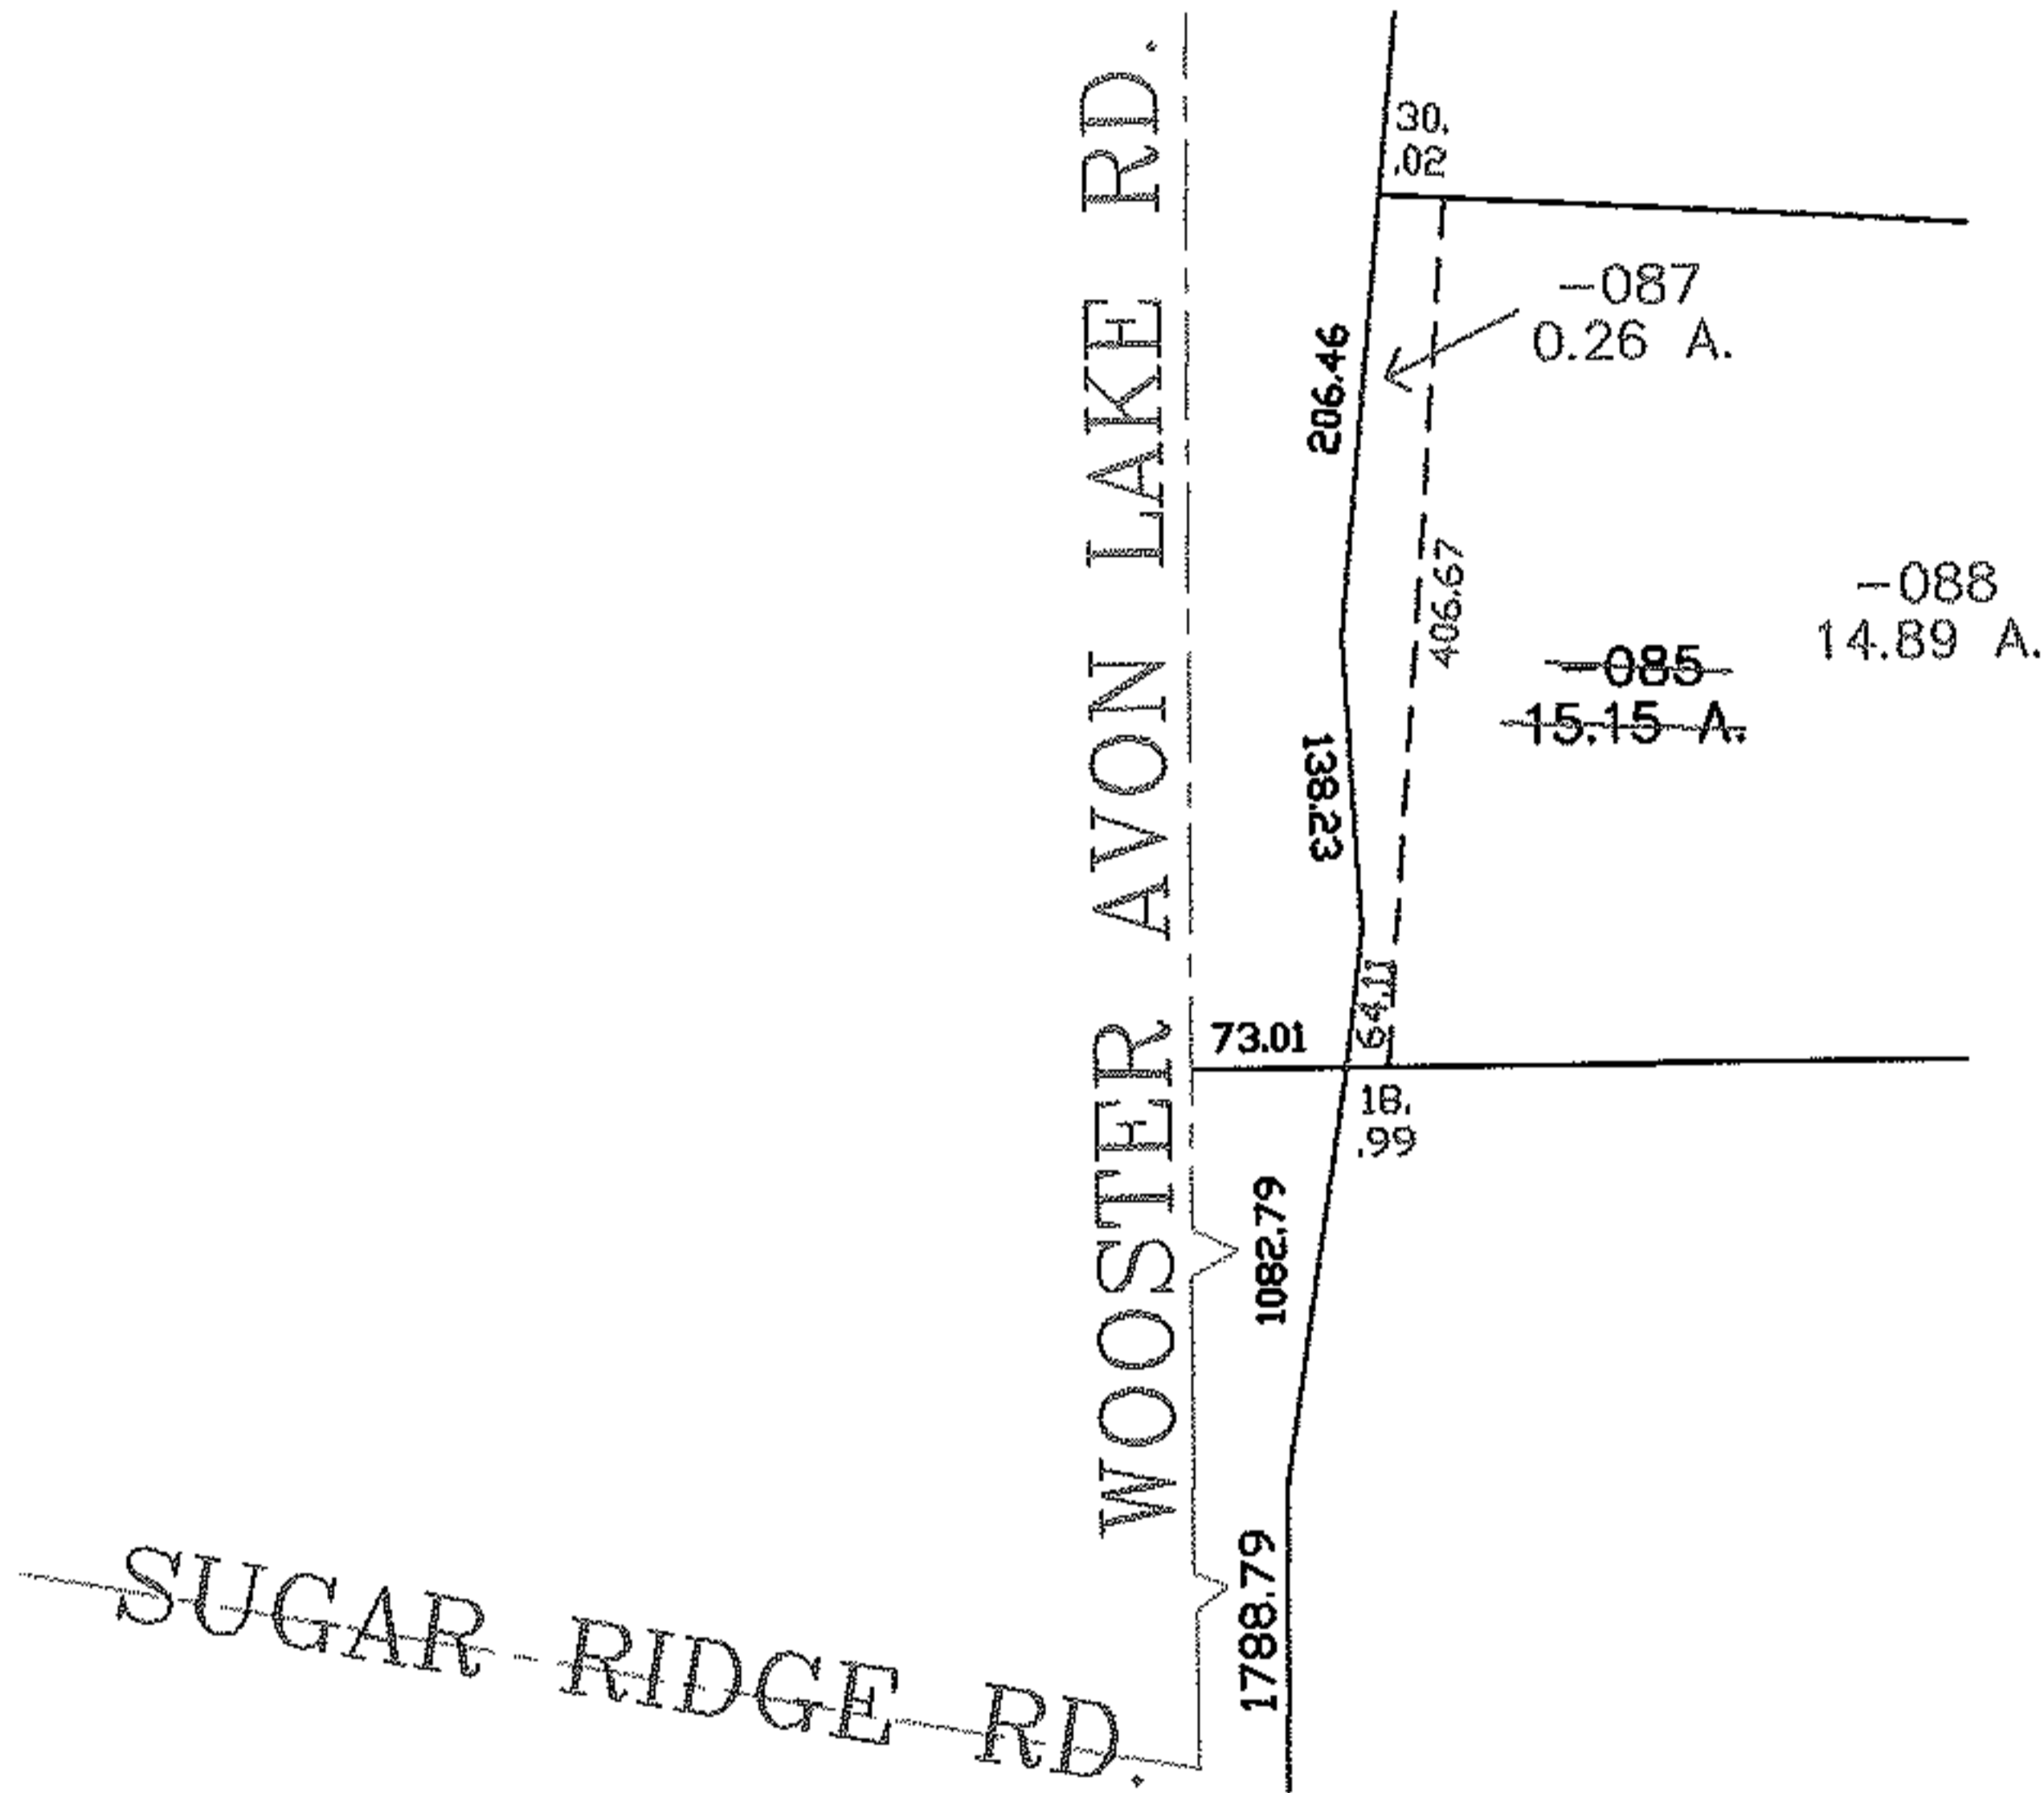 WOOSTER AVON LAKE RD.
30.
.02
-087
0.26 A.
206.46
406.67
-088
14.89 A.
-085
15.15 A.
138.23
64.11
73.01
18.
.99
1082.79
1788.79
SUGAR RIDGE RD.